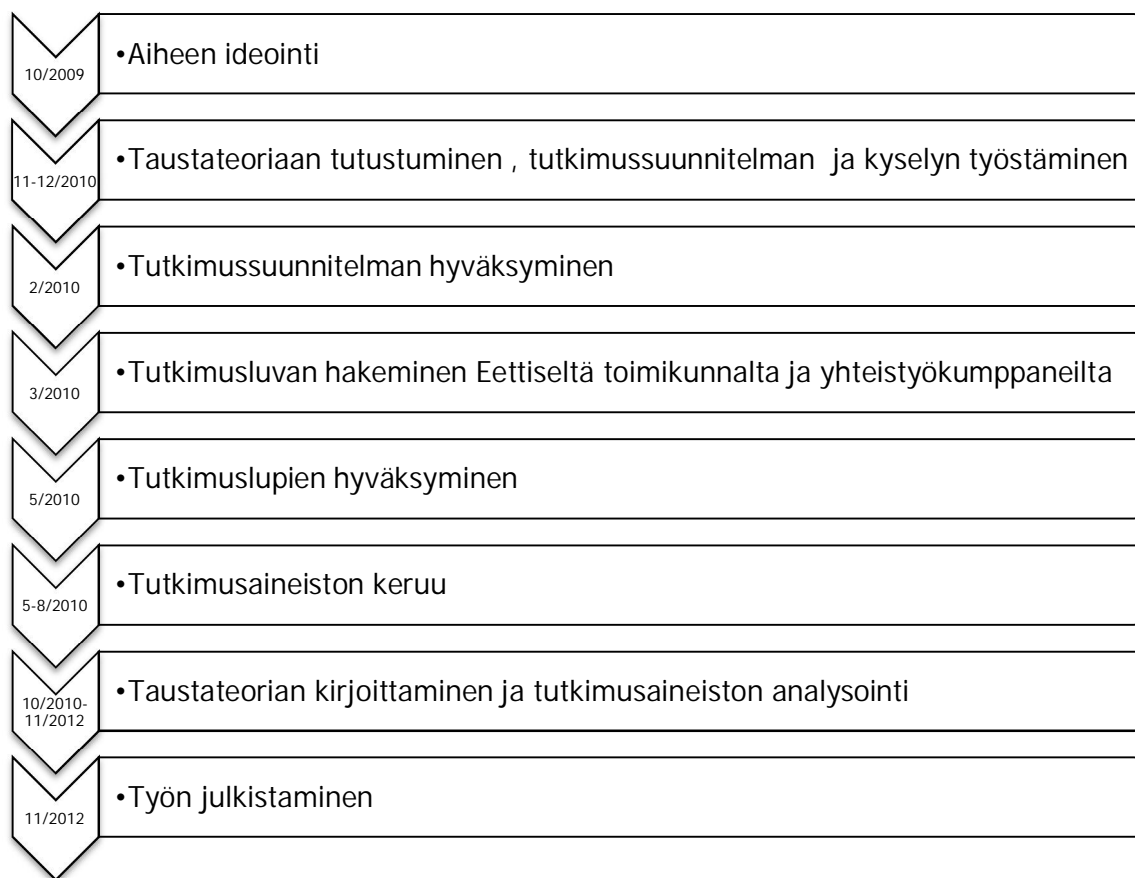 10/2009
•Aiheen ideointi
11-12/2010
•Taustateoriaan tutustuminen , tutkimussuunnitelman ja kyselyn työstäminen
2/2010
•Tutkimussuunnitelman hyväksyminen
3/2010
•Tutkimusluvan hakeminen Eettiseltä toimikunnalta ja yhteistyökumppaneilta
5/2010
•Tutkimuslupien hyväksyminen
5-8/2010
•Tutkimusaineiston keruu
10/2010-
11/2012
•Taustateorian kirjoittaminen ja tutkimusaineiston analysointi
11/2012
•Työn julkistaminen